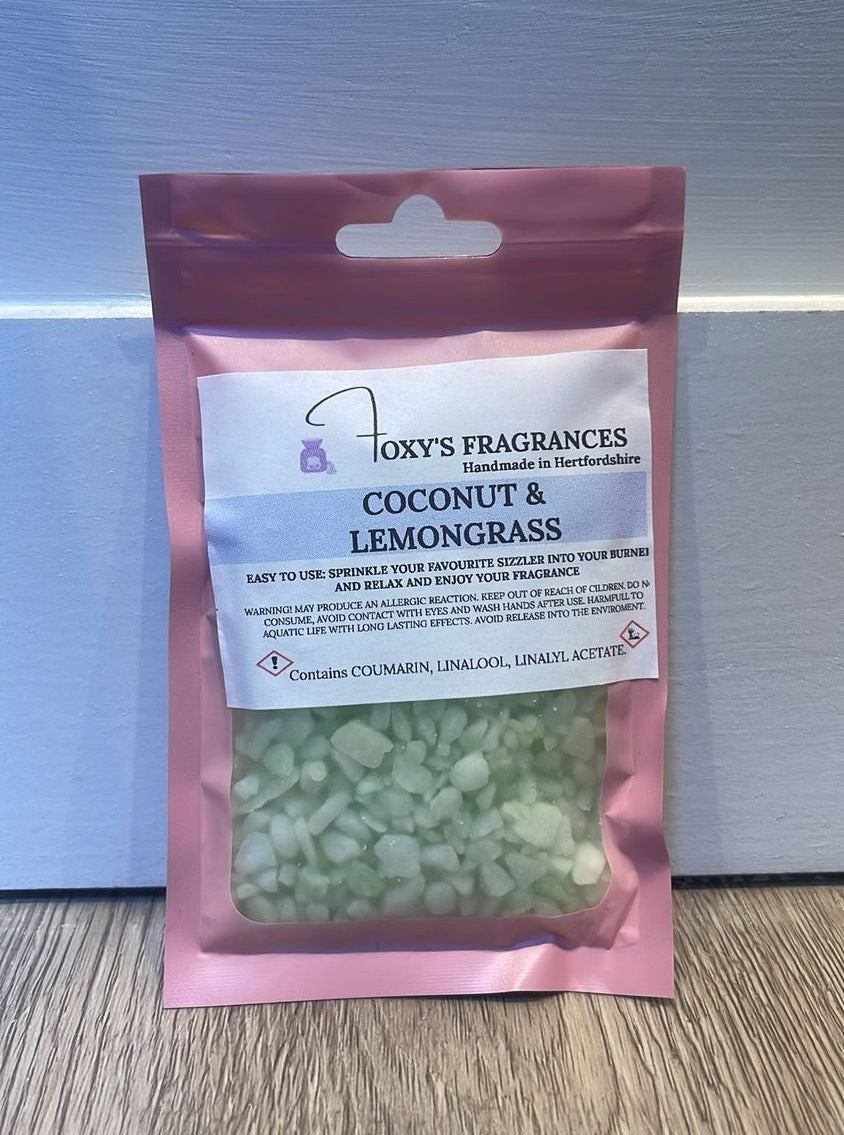 FOXY'S FRAGRANCES
Handmade in Hertfordshire
COCONUT &
LEMONGRASS
EASY TO USE: SPRINKLE YOUR FAVOURITE SIZZLER INTO YOUR BURNER
AND RELAX AND ENJOY YOUR FRAGRANCE
WARNING! MAY PRODUCE AN ALLERGIC REACTION. KEEP OUT OF REACH OF CILDREN. DO N
CONSUME, AVOID CONTACT WITH EYES AND WASH HANDS AFTER USE. HARMFULL TO
AQUATIC LIFE WITH LONG LASTING EFFECTS. AVOID RELEASE INTO THE ENVIROMENT.
Contains COUMARIN, LINALOOL, LINALYL ACETATE.